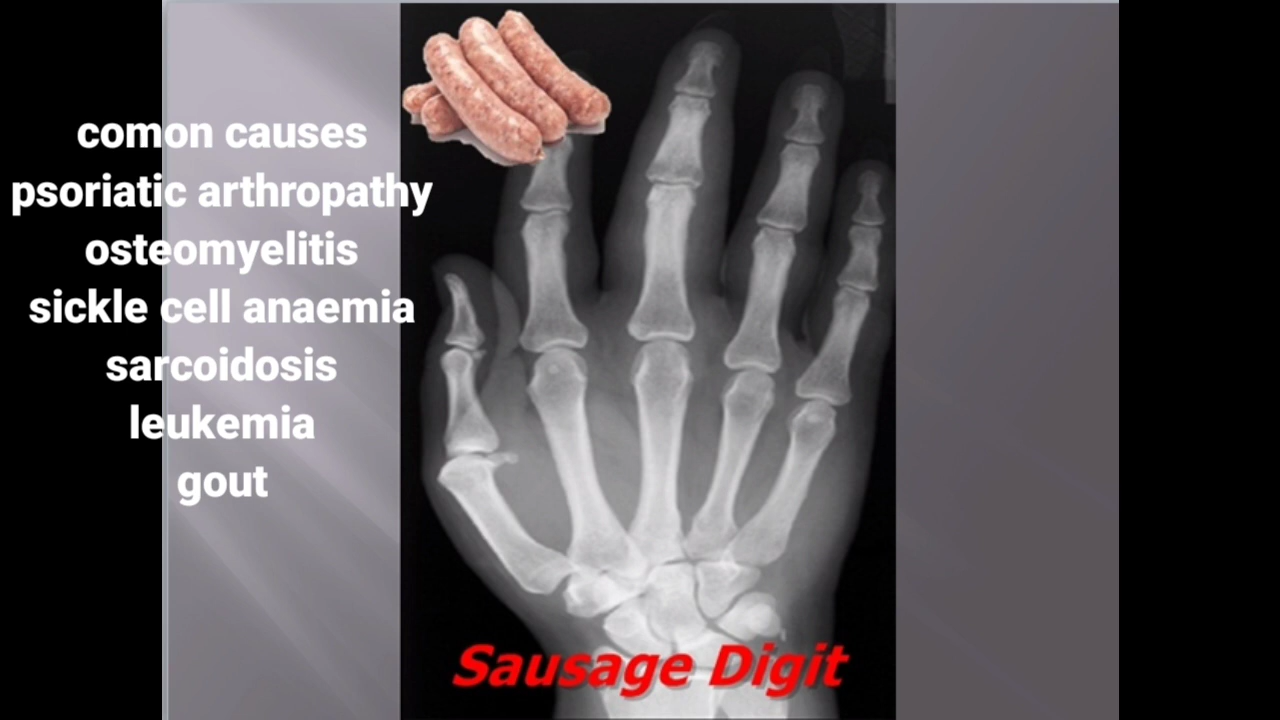 comon causes
psoriatic arthropathy
osteomyelitis
sickle cell anaemia
sarcoidosis
leukemia
gout
Sausage Digit